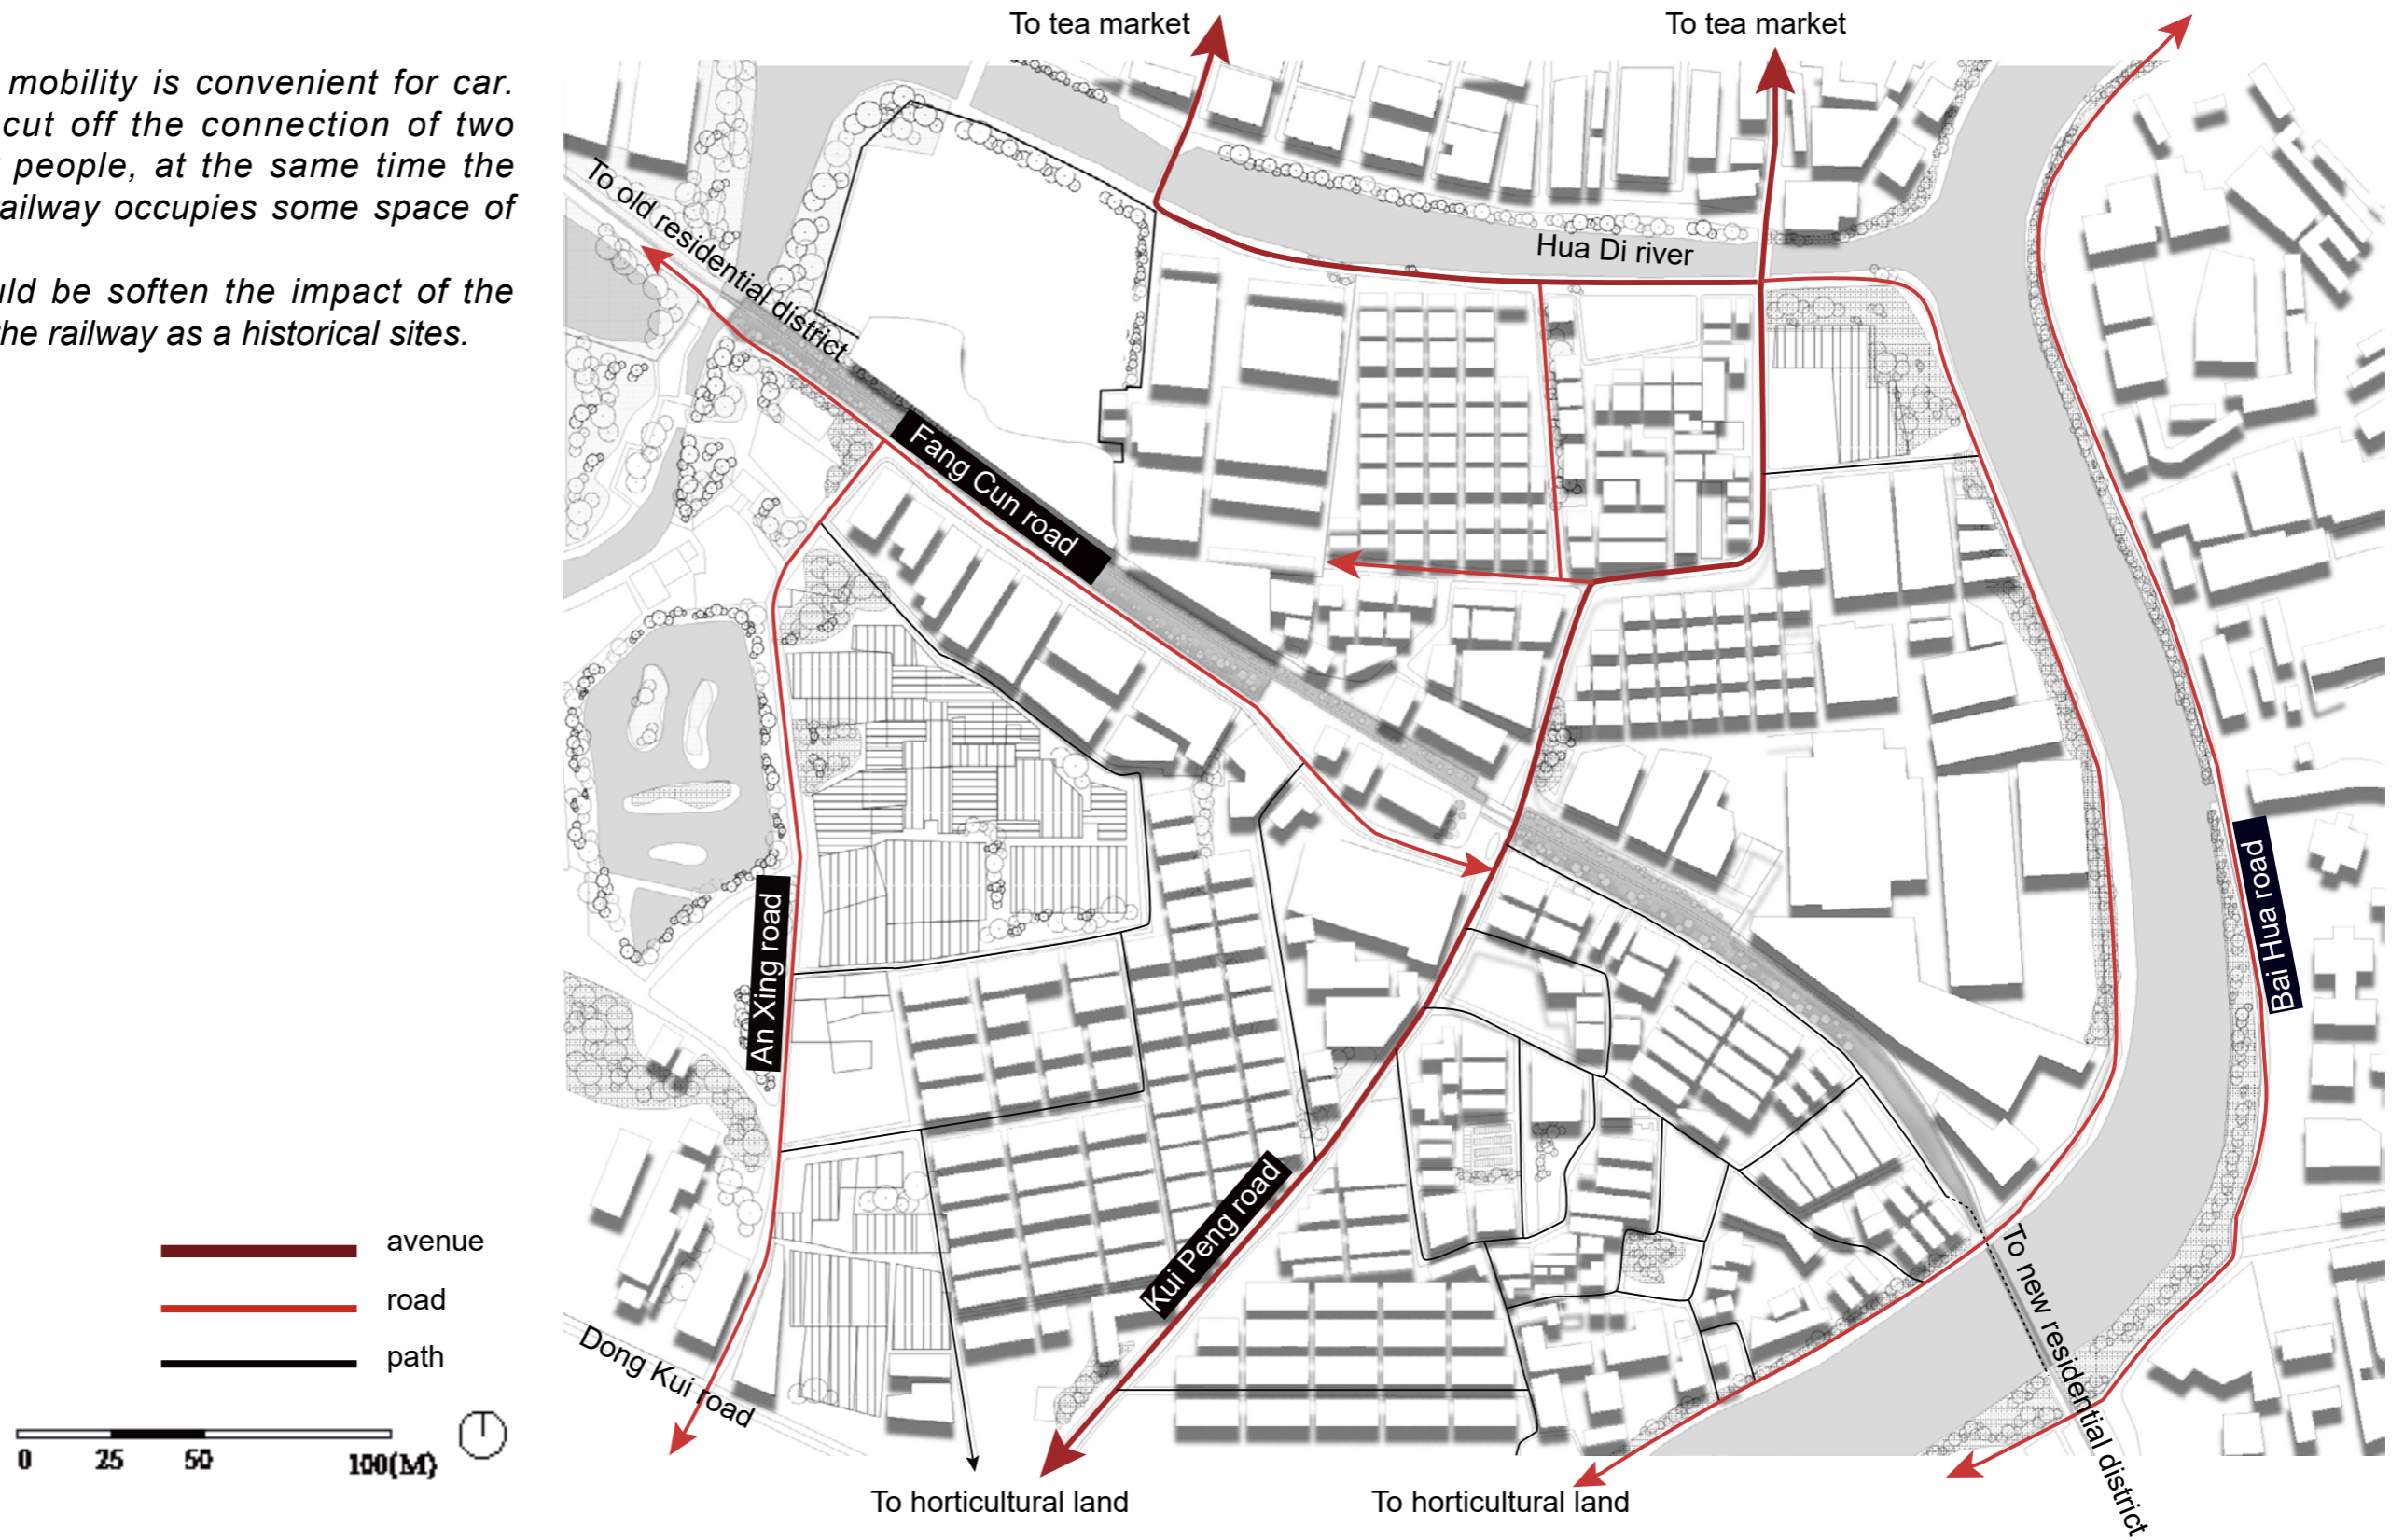 To tea market
To tea market
mobility is convenient for car.
cut off the connection of two
people, at the same time the
railway occupies some space of
uld be soften the impact of the
he railway as a historical sites.
To old residential district
Hua Di river
Fang Cun road
An Xing road
Bai Hua road
Kui Peng road
Dong Kui road
To new residential district
avenue
road
path
0 25 50 100(M)
To horticultural land
To horticultural land